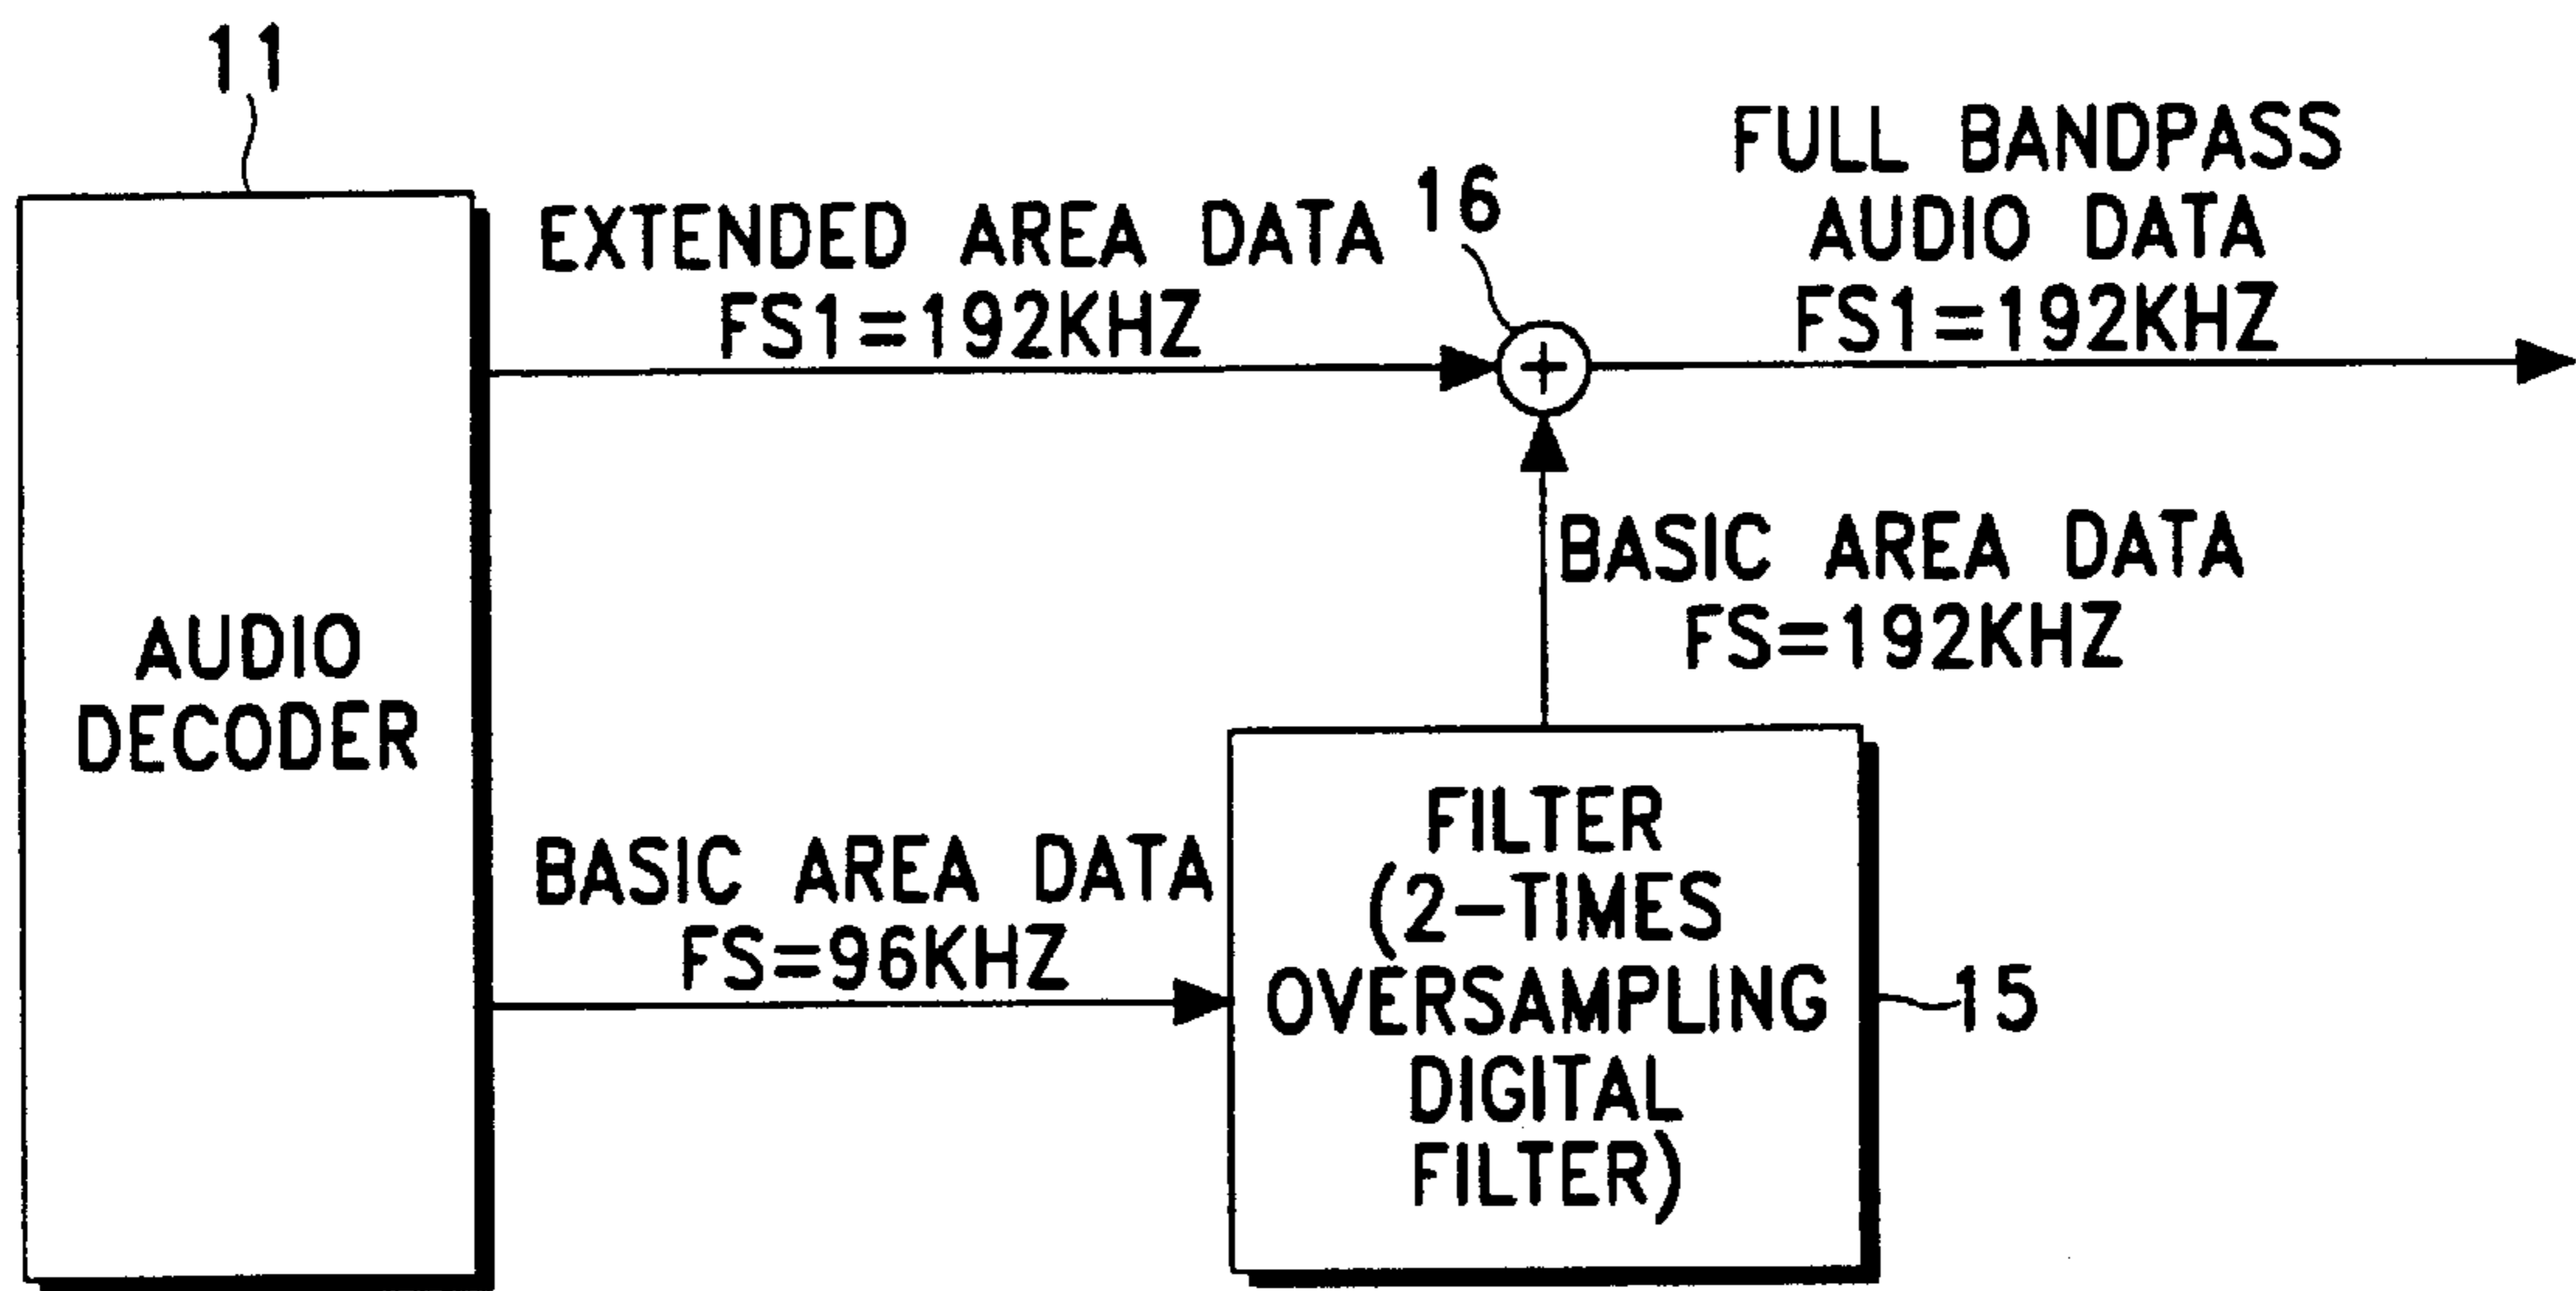 11
AUDIO
DECODER
EXTENDED AREA DATA
FS1=192KHZ
16
FULL BANDPASS
AUDIO DATA
FS1=192KHZ
BASIC AREA DATA
FS=192KHZ
BASIC AREA DATA
FS=96KHZ
FILTER
(2-TIMES
OVERSAMPLING
DIGITAL
FILTER)
15
+